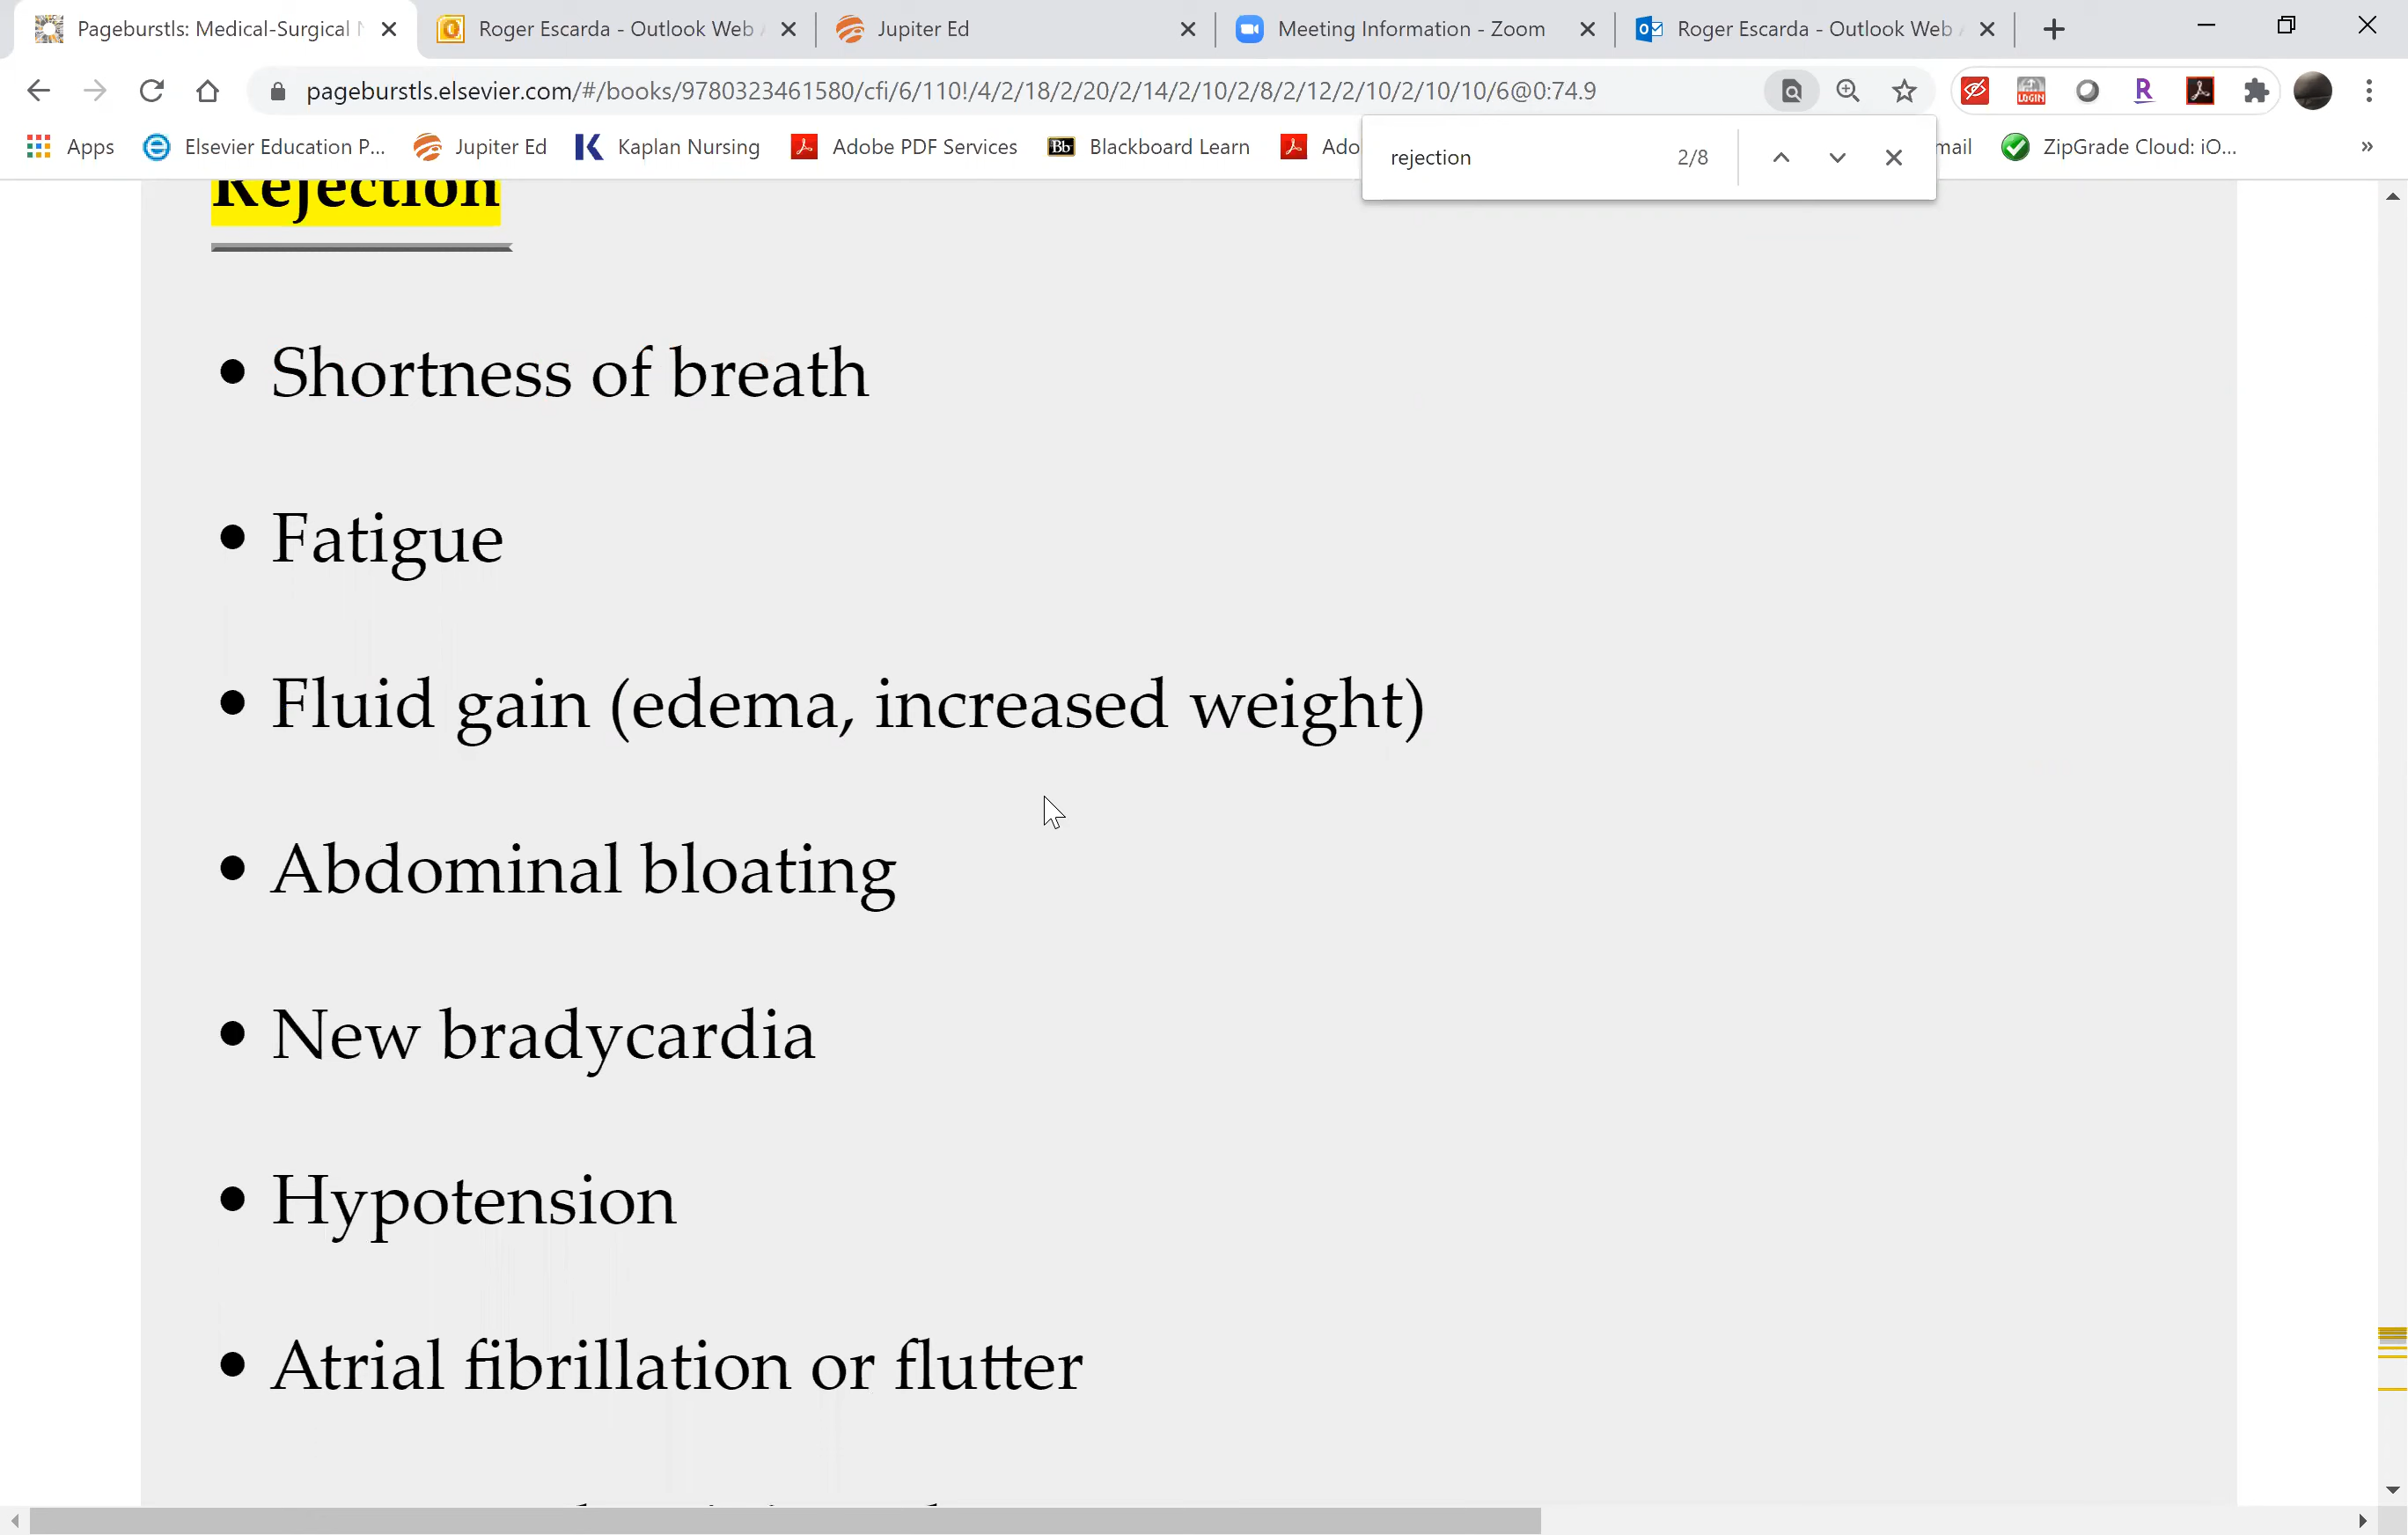 Pageburstls: Medical-Surgical
Roger Escarda - Outlook Web
Jupiter Ed
Meeting Information - Zoom
Roger Escarda - Outlook Web
pageburstls.elsevier.com/#/books/9780323461580/cfi/6/110!/4/2/18/2/20/2/14/2/10/2/8/2/12/2/10/2/10/10/6@0:74.9
LOGIN
R
Apps
Elsevier Education P...
Jupiter Ed
Kaplan Nursing
Adobe PDF Services
Bb
Blackboard Learn
Ado
rejection
2/8
mail
ZipGrade Cloud: iO...
»
Rejection
• Shortness of breath
• Fatigue
• Fluid gain (edema, increased weight)
• Abdominal bloating
• New bradycardia
• Hypotension
• Atrial fibrillation or flutter